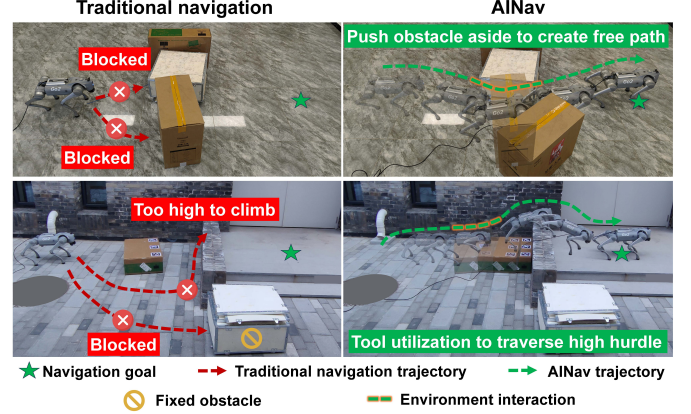 Traditional navigation
AINav
Blocked
Blocked
Go2
Push obstacle aside to create free path
Too high to climb
Blocked
Tool utilization to traverse high hurdle
Navigation goal
Traditional navigation trajectory
AINav trajectory
Fixed obstacle
Environment interaction